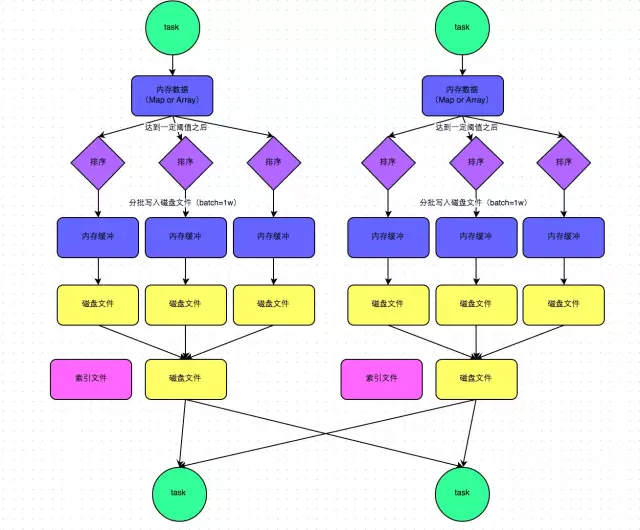 task
task
内存数据
（Map or Array）
内存数据
（Map or Array）
达到一定阈值之后
达到一定阈值之后
排序
排序
排序
排序
排序
排序
分批写入磁盘文件（batch=1w）
分批写入磁盘文件（batch=1w）
内存缓冲
内存缓冲
内存缓冲
内存缓冲
内存缓冲
内存缓冲
磁盘文件
磁盘文件
磁盘文件
磁盘文件
磁盘文件
磁盘文件
索引文件
磁盘文件
索引文件
磁盘文件
task
task